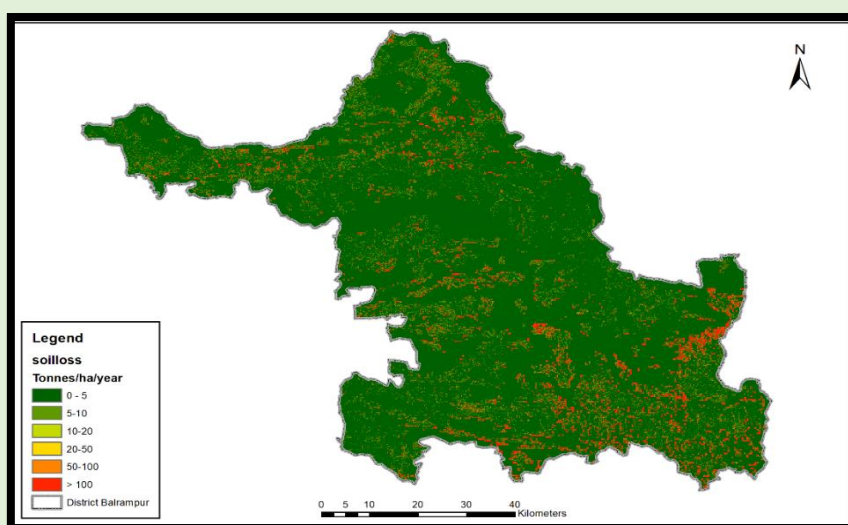 N
Legend
soilloss
Tonnes/ha/year
0 - 5
5-10
10-20
20-50
50-100
> 100
District Balrampur
0 5 10 20 30 40
Kilometers